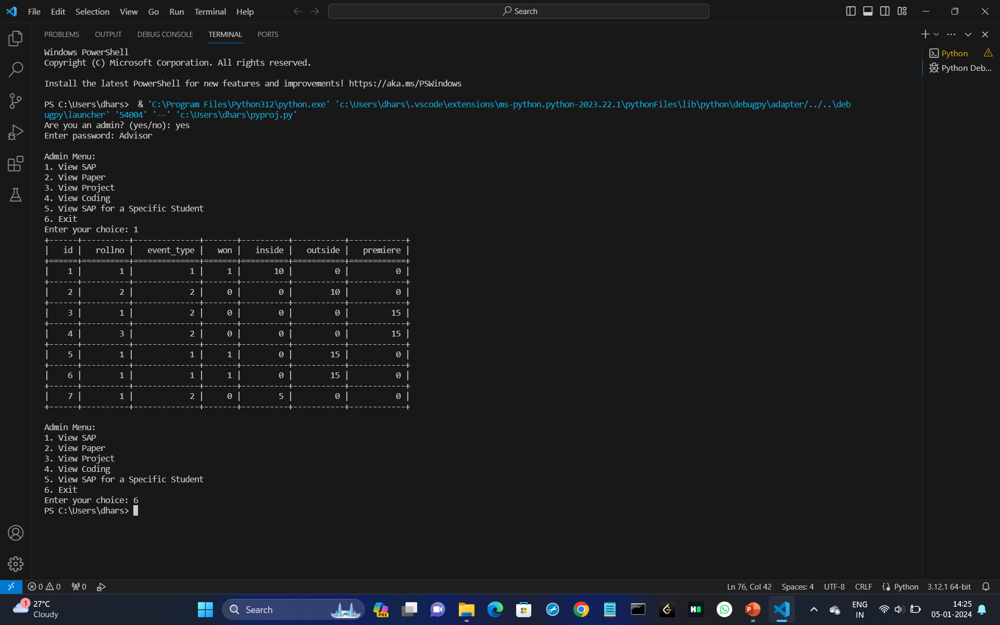 File Edit Selection View Go Run Terminal Help
Search
PROBLEMS OUTPUT DEBUG CONSOLE TERMINAL PORTS
Python
Python Deb...
Windows PowerShell
Copyright (C) Microsoft Corporation. All rights reserved.
Install the latest PowerShell for new features and improvements! https://aka.ms/PSWindows
PS C:\Users\dhars>  & 'C:\Program Files\Python312\python.exe' 'c:\Users\dhars\.vscode\extensions\ms-python.python-2023.22.1\pythonFiles\lib\python\debugpy\adapter/../..\deb
ugpy\launcher' '54004' '--' 'c:\Users\dhars\pyproj.py'
Are you an admin? (yes/no): yes
Enter password: Advisor
Admin Menu:
1. View SAP
2. View Paper
3. View Project
4. View Coding
5. View SAP for a Specific Student
6. Exit
Enter your choice: 1
+------+----------+--------------+-------+----------+-----------+------------+
|   id |   rollno |   event_type |   won |   inside |   outside |   premiere |
+======+==========+==============+=======+==========+===========+============+
|    1 |        1 |            1 |     1 |       10 |         0 |          0 |
+------+----------+--------------+-------+----------+-----------+------------+
|    2 |        2 |            2 |     0 |        0 |        10 |          0 |
+------+----------+--------------+-------+----------+-----------+------------+
|    3 |        1 |            2 |     0 |        0 |         0 |         15 |
+------+----------+--------------+-------+----------+-----------+------------+
|    4 |        3 |            2 |     0 |        0 |         0 |         15 |
+------+----------+--------------+-------+----------+-----------+------------+
|    5 |        1 |            1 |     1 |        0 |        15 |          0 |
+------+----------+--------------+-------+----------+-----------+------------+
|    6 |        1 |            1 |     1 |        0 |        15 |          0 |
+------+----------+--------------+-------+----------+-----------+------------+
|    7 |        1 |            2 |     0 |        5 |         0 |          0 |
+------+----------+--------------+-------+----------+-----------+------------+
Admin Menu:
1. View SAP
2. View Paper
3. View Project
4. View Coding
5. View SAP for a Specific Student
6. Exit
Enter your choice: 6
PS C:\Users\dhars>
0 0 0 Ln 76, Col 42 Spaces: 4 UTF-8 CRLF Python 3.12.1 64-bit
1 27°C
Cloudy
Search
PRE
ENG
IN
14:25
05-01-2024